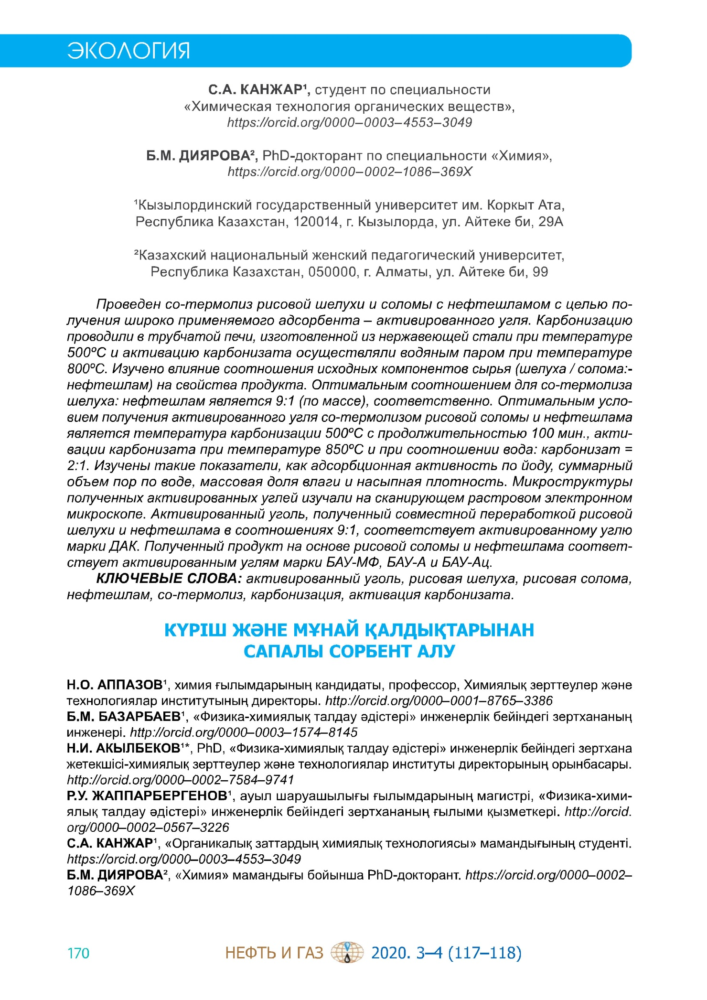 ЭКОЛОГИЯ
С.А. КАНЖАР¹, студент по специальности
«Химическая технология органических веществ»,
https://orcid.org/0000–0003–4553–3049
Б.М. ДИЯРОВА², PhD-докторант по специальности «Химия»,
https://orcid.org/0000–0002–1086–369X
¹Кызылординский государственный университет им. Коркыт Ата,
Республика Казахстан, 120014, г. Кызылорда, ул. Айтеке би, 29А
²Казахский национальный женский педагогический университет,
Республика Казахстан, 050000, г. Алматы, ул. Айтеке би, 99
Проведен со-термолиз рисовой шелухи и соломы с нефтешламом с целью по-
лучения широко применяемого адсорбента – активированного угля. Карбонизацию
проводили в трубчатой печи, изготовленной из нержавеющей стали при температуре
500ºС и активацию карбонизата осуществляли водяным паром при температуре
800ºС. Изучено влияние соотношения исходных компонентов сырья (шелуха / солома:-
нефтешлам) на свойства продукта. Оптимальным соотношением для со-термолиза
шелуха: нефтешлам является 9:1 (по массе), соответственно. Оптимальным усло-
вием получения активированного угля со-термолизом рисовой соломы и нефтешлама
является температура карбонизации 500ºС с продолжительностью 100 мин., акти-
вации карбонизата при температуре 850ºС и при соотношении вода: карбонизат =
2:1. Изучены такие показатели, как адсорбционная активность по йоду, суммарный
объем пор по воде, массовая доля влаги и насыпная плотность. Микроструктуры
полученных активированных углей изучали на сканирующем растровом электронном
микроскопе. Активированный уголь, полученный совместной переработкой рисовой
шелухи и нефтешлама в соотношениях 9:1, соответствует активированному углю
марки ДАК. Полученный продукт на основе рисовой соломы и нефтешлама соответ-
ствует активированным углям марки БАУ-МФ, БАУ-А и БАУ-Ац.
КЛЮЧЕВЫЕ СЛОВА: активированный уголь, рисовая шелуха, рисовая солома,
нефтешлам, со-термолиз, карбонизация, активация карбонизата.
КҮРІШ ЖӘНЕ МҰНАЙ ҚАЛДЫҚТАРЫНАН
САПАЛЫ СОРБЕНТ АЛУ
Н.О. АППАЗОВ¹, химия ғылымдарының кандидаты, профессор, Химиялық зерттеулер және
технологиялар институтының директоры. http://orcid.org/0000–0001–8765–3386
Б.М. БАЗАРБАЕВ¹, «Физика-химиялық талдау әдістері» инженерлік бейіндегі зертхананың
инженері. http://orcid.org/0000–0003–1574–8145
Н.И. АКЫЛБЕКОВ¹*, PhD, «Физика-химиялық талдау әдістері» инженерлік бейіндегі зертхана
жетекшісі-химиялық зерттеулер және технологиялар институты директорының орынбасары.
http://orcid.org/0000–0002–7584–9741
Р.У. ЖАППАРБЕРГЕНОВ¹, ауыл шаруашылығы ғылымдарының магистрі, «Физика-хими-
ялық талдау әдістері» инженерлік бейіндегі зертхананың ғылыми қызметкері. http://orcid.
org/0000–0002–0567–3226
С.А. КАНЖАР¹, «Органикалық заттардың химиялық технологиясы» мамандығының студенті.
https://orcid.org/0000–0003–4553–3049
Б.М. ДИЯРОВА², «Химия» мамандығы бойынша PhD-докторант. https://orcid.org/0000–0002–
1086–369X
170 НЕФТЬ И ГАЗ 2020. 3–4 (117–118)